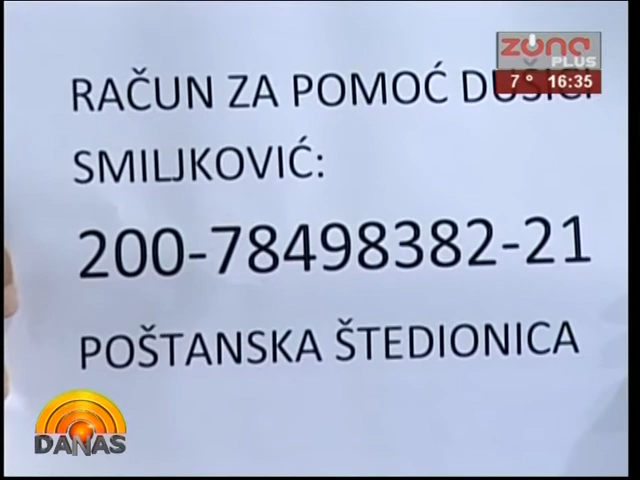 zona
PLUS
7 ° 16:35
RAČUN ZA POMOĆ
SMILJKOVIĆ:
200-78498382-21
POŠTANSKA ŠTEDIONICA
DANAS